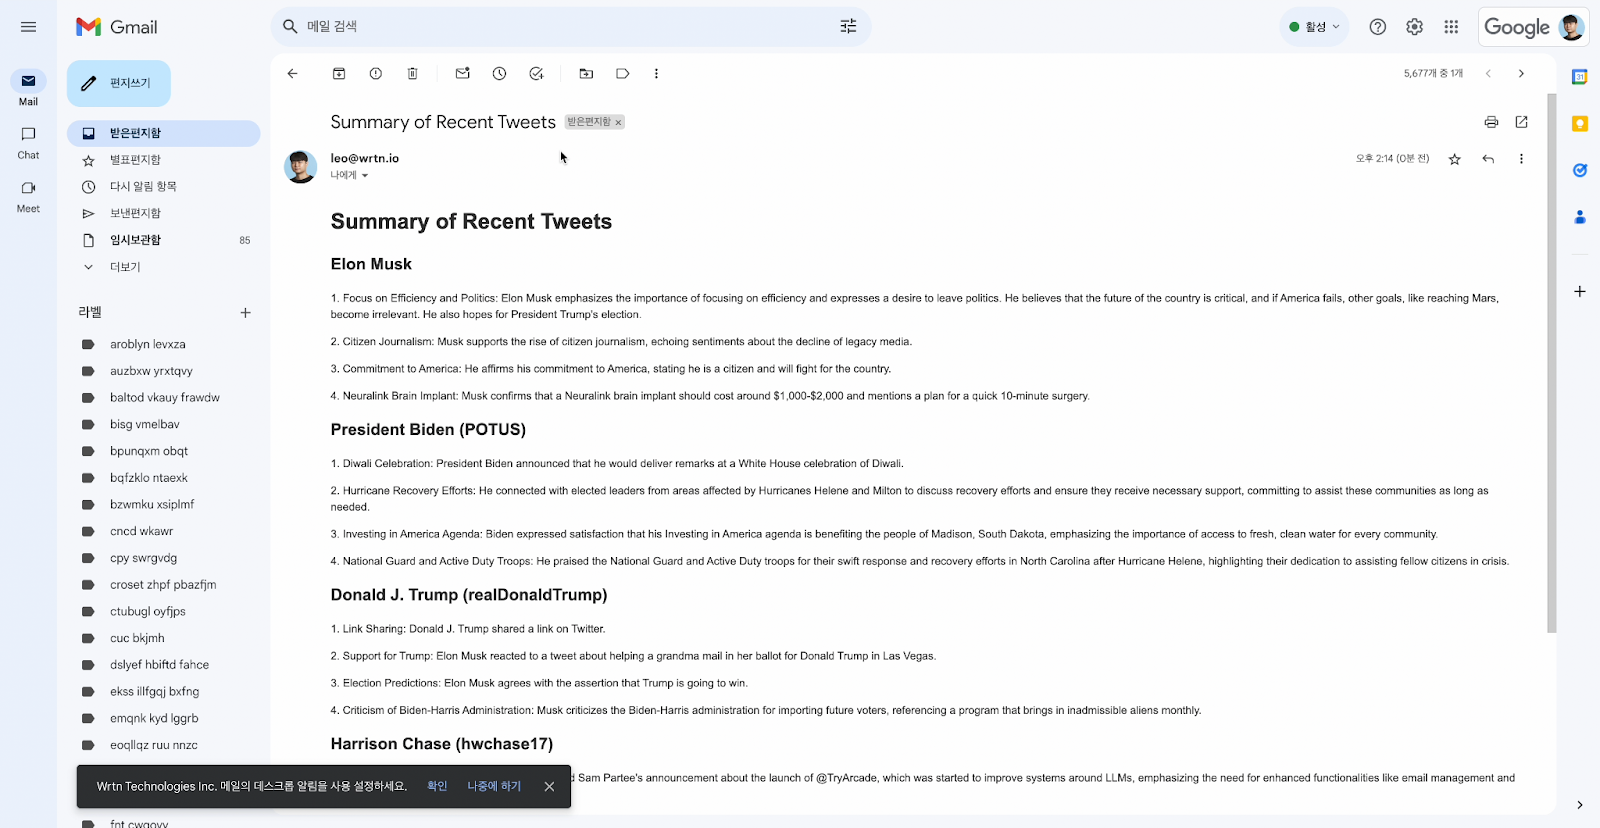 Gmail
메일 검색
활성
Google
Mail
Chat
Meet
편지쓰기
받은편지함
별표편지함
다시 알림 항목
보낸편지함
임시보관함 85
더보기
라벨
aroblyn levxza
auzbxw yrxtqvy
baltod vkauy frawdw
bisg vmelbav
bpunqxm obqt
bqfzklo ntaexk
bzwmku xsiplmf
cncd wkawr
cpy swrgvdg
croset zhpf pbazfjm
ctubugl oyfjps
cuc bkjmh
dslyef hbiftd fahce
ekss illfgqj bxfng
emqnk kyd lggrb
eoqllqz ruu nnzc
fnt cwqovv
5,677개 중 1개
31
Summary of Recent Tweets 받은편지함 ×
leo@wrtn.io
나에게
오후 2:14 (0분 전)
Summary of Recent Tweets
Elon Musk
1. Focus on Efficiency and Politics: Elon Musk emphasizes the importance of focusing on efficiency and expresses a desire to leave politics. He believes that the future of the country is critical, and if America fails, other goals, like reaching Mars,
become irrelevant. He also hopes for President Trump's election.
2. Citizen Journalism: Musk supports the rise of citizen journalism, echoing sentiments about the decline of legacy media.
3. Commitment to America: He affirms his commitment to America, stating he is a citizen and will fight for the country.
4. Neuralink Brain Implant: Musk confirms that a Neuralink brain implant should cost around $1,000-$2,000 and mentions a plan for a quick 10-minute surgery.
President Biden (POTUS)
1. Diwali Celebration: President Biden announced that he would deliver remarks at a White House celebration of Diwali.
2. Hurricane Recovery Efforts: He connected with elected leaders from areas affected by Hurricanes Helene and Milton to discuss recovery efforts and ensure they receive necessary support, committing to assist these communities as long as
needed.
3. Investing in America Agenda: Biden expressed satisfaction that his Investing in America agenda is benefiting the people of Madison, South Dakota, emphasizing the importance of access to fresh, clean water for every community.
4. National Guard and Active Duty Troops: He praised the National Guard and Active Duty troops for their swift response and recovery efforts in North Carolina after Hurricane Helene, highlighting their dedication to assisting fellow citizens in crisis.
Donald J. Trump (realDonaldTrump)
1. Link Sharing: Donald J. Trump shared a link on Twitter.
2. Support for Trump: Elon Musk reacted to a tweet about helping a grandma mail in her ballot for Donald Trump in Las Vegas.
3. Election Predictions: Elon Musk agrees with the assertion that Trump is going to win.
4. Criticism of Biden-Harris Administration: Musk criticizes the Biden-Harris administration for importing future voters, referencing a program that brings in inadmissible aliens monthly.
Harrison Chase (hwchase17)
d Sam Partee's announcement about the launch of @TryArcade, which was started to improve systems around LLMs, emphasizing the need for enhanced functionalities like email management and
Wrtn Technologies Inc. 메일의 데스크톱 알림을 사용 설정하세요. 확인 나중에 하기